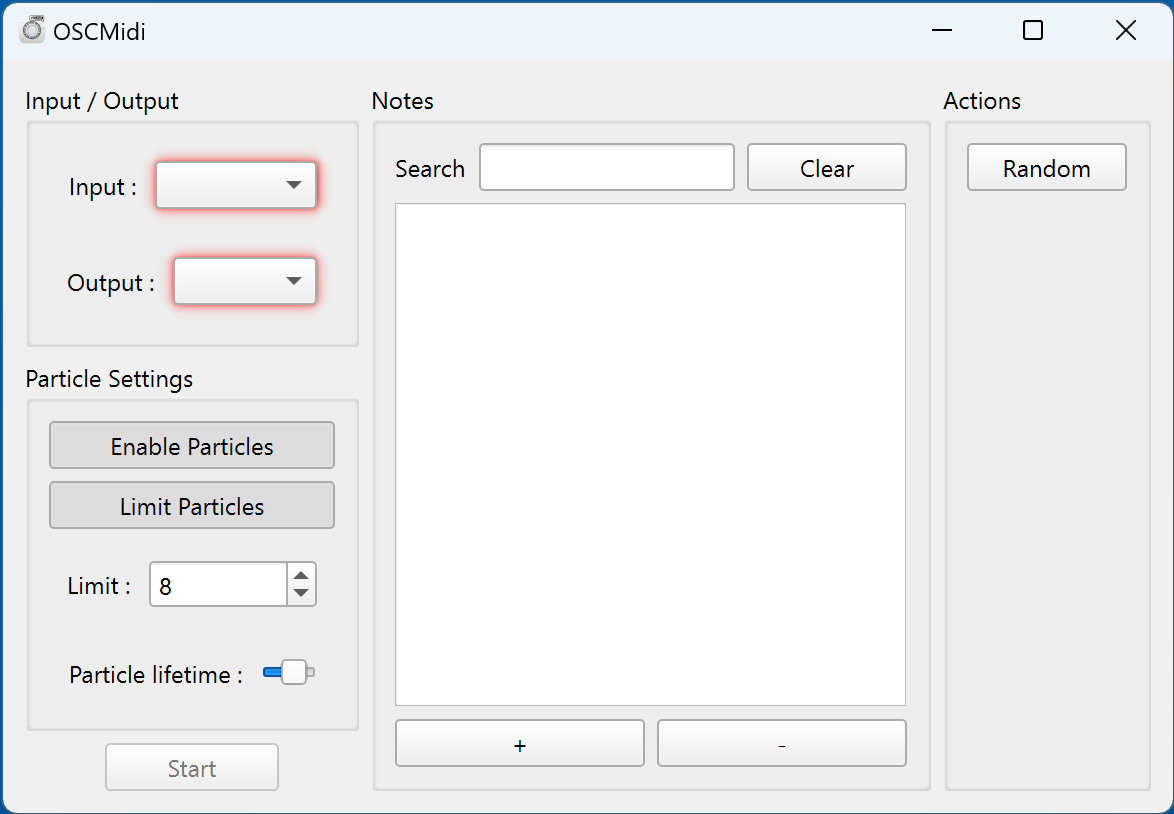 OSCMidi
Input / Output
Input :
Output :
Particle Settings
Enable Particles
Limit Particles
Limit :
8
Particle lifetime :
Start
Notes
Search
Clear
+
-
Actions
Random